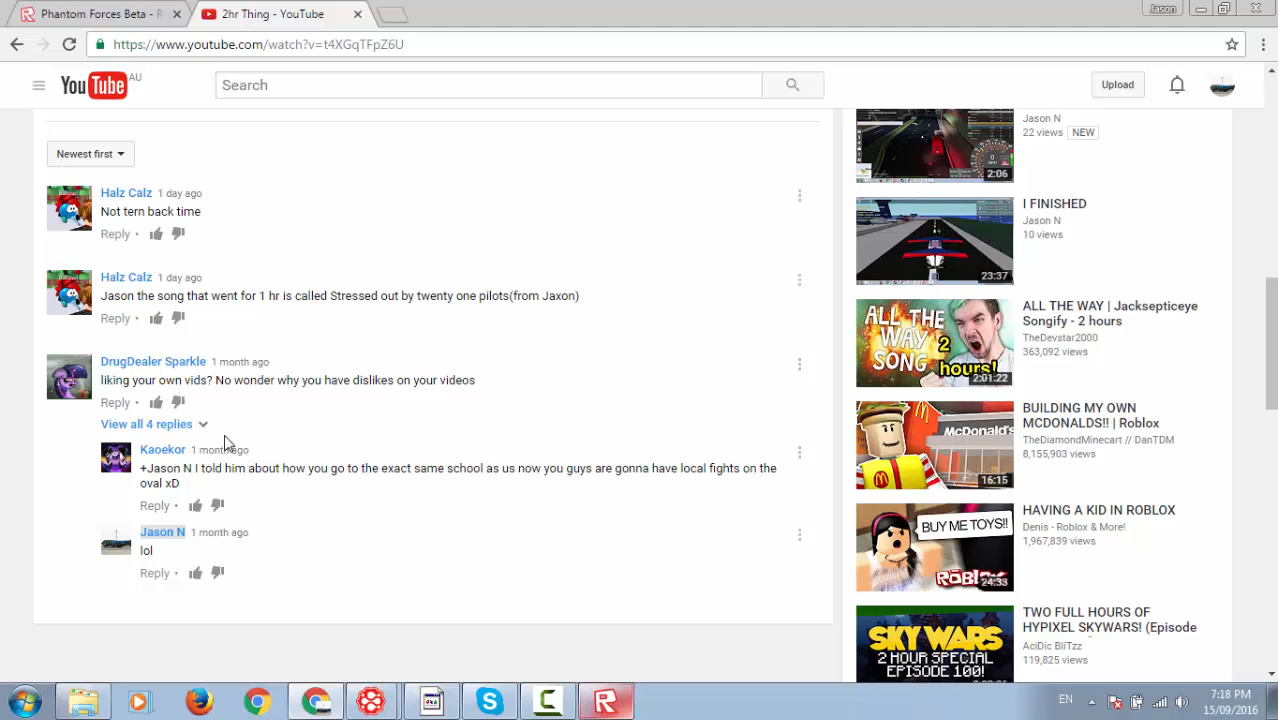 Phantom Forces Beta - R
2hr Thing - YouTube
Jason
https://www.youtube.com/watch?v=t4XGqTFpZ6U
YouTube AU
Search
Upload
Newest first
Halz Calz 1 day ago
Not tern back time
Reply
Halz Calz 1 day ago
Jason the song that went for 1 hr is called Stressed out by twenty one pilots(from Jaxon)
Reply
DrugDealer Sparkle 1 month ago
liking your own vids? No wonder why you have dislikes on your videos
Reply
View all 4 replies
Kaoekor 1 month ago
+Jason N I told him about how you go to the exact same school as us now you guys are gonna have local fights on the
oval xD
Reply
Jason N 1 month ago
lol
Reply
Jason N
22 views NEW
2:06
I FINISHED
Jason N
10 views
23:37
ALL THE WAY | Jacksepticeye
Songify - 2 hours
TheDevstar2000
363,092 views
ALL THE
WAY
SONG
2
hours!
2:01:22
BUILDING MY OWN
MCDONALDS!! | Roblox
TheDiamondMinecart // DanTDM
8,155,903 views
McDonald's
16:15
HAVING A KID IN ROBLOX
Denis - Roblox & More!
1,967,839 views
BUY ME TOYS!!
ROBLOX
24:33
TWO FULL HOURS OF
HYPIXEL SKYWARS! (Episode
AciDic BliTzz
119,825 views
SKY WARS
2 HOUR SPECIAL
EPISODE 100!
EN
7:18 PM
15/09/2016